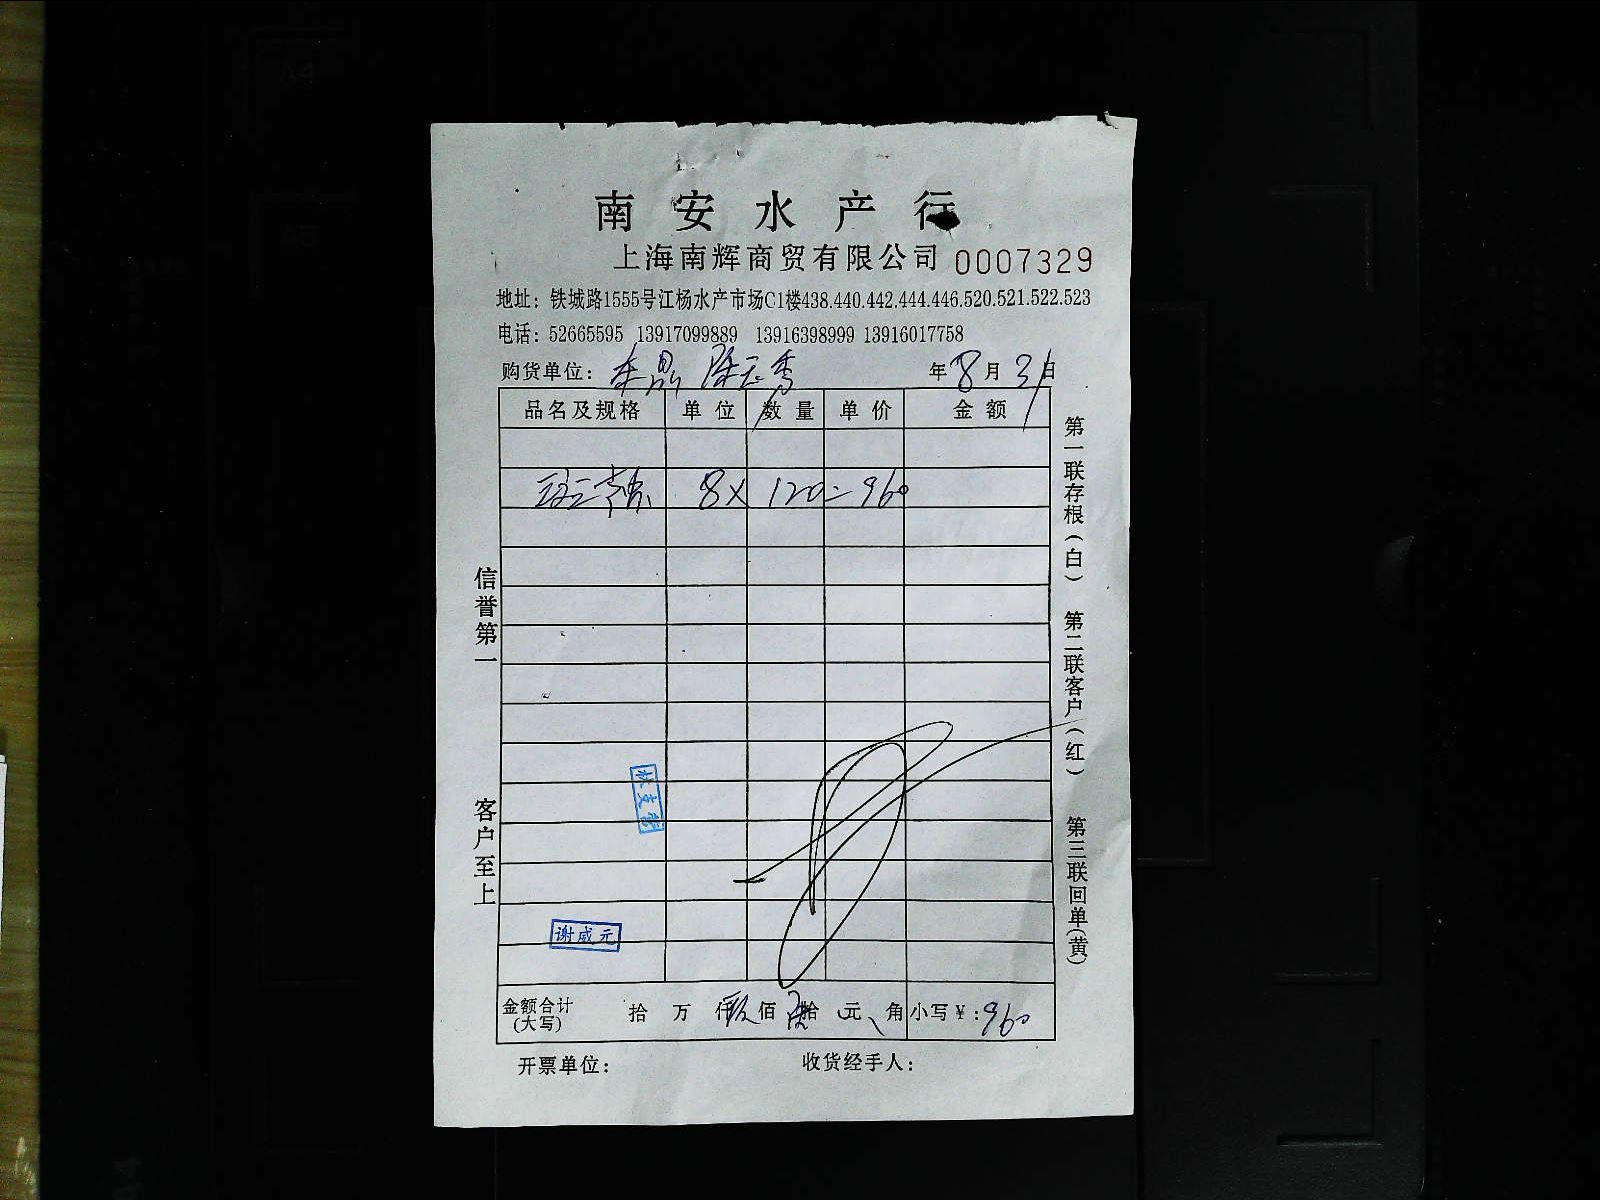 南安水产行
上海南辉商贸有限公司 0007329
地址：铁城路1555号江杨水产市场C1楼438.440.442.444.446.520.521.522.523
电话：52665595 13917099889 13916398999 13916017758
购货单位： 年8月31日
品名及规格 单位 数量 单价 金额
8× 120=960
信誉第一
客户至上
第一联存根（白） 第二联客户（红） 第三联回单（黄）
谢威元
金额合计（大写） 拾 万 仟 玖佰 陆拾 元 角 小写￥：960
开票单位： 收货经手人：